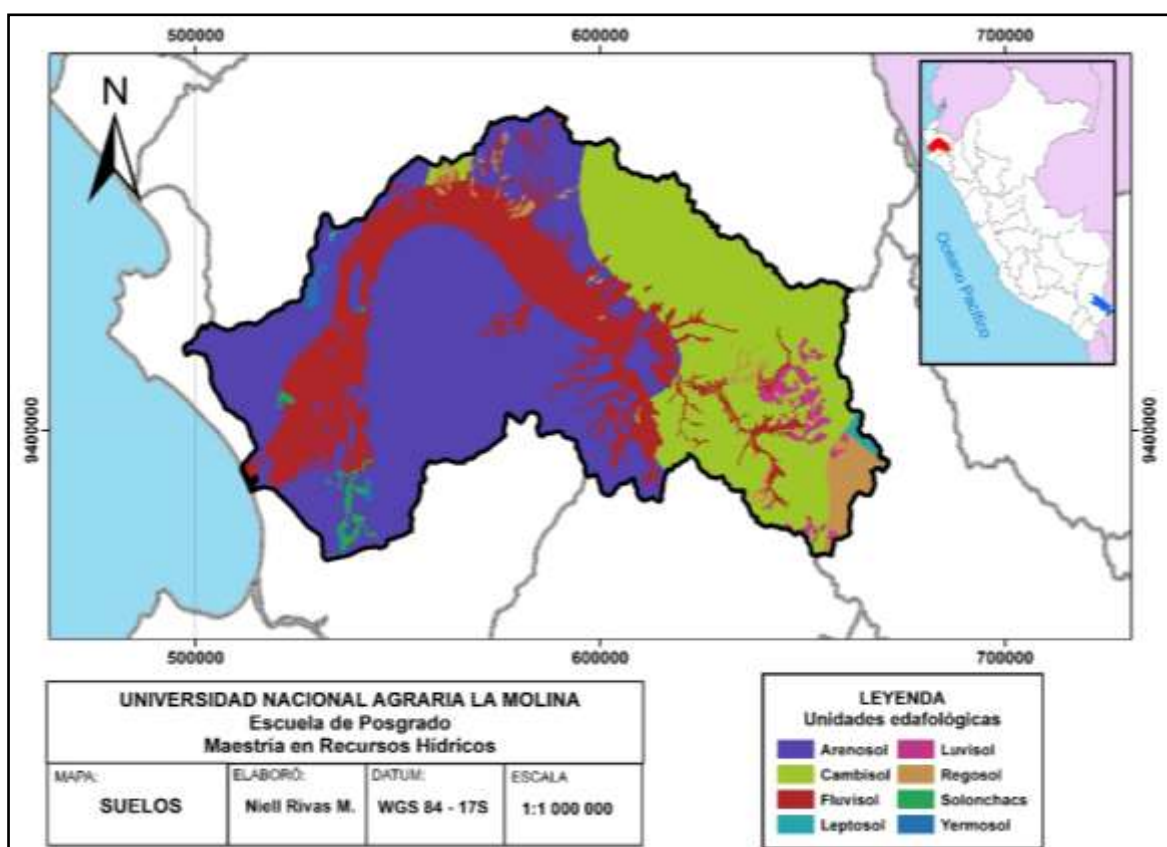 500000 600000 700000
N
Océano Pacífico
9400000 9400000
500000 600000 700000
UNIVERSIDAD NACIONAL AGRARIA LA MOLINA
Escuela de Posgrado
Maestría en Recursos Hídricos
MAPA: ELABORÓ: DATUM: ESCALA
SUELOS Niell Rivas M. WGS 84 - 17S 1:1 000 000
LEYENDA
Unidades edafológicas
Arenosol Luvisol
Cambisol Regosol
Fluvisol Solonchacs
Leptosol Yermosol